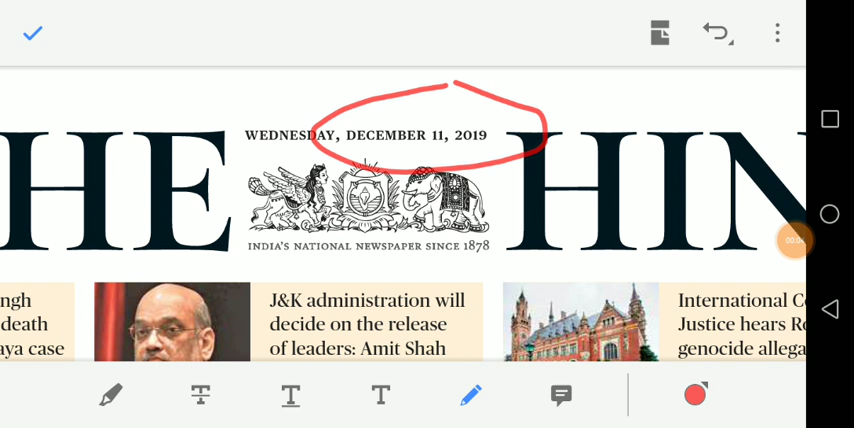 WEDNESDAY, DECEMBER 11, 2019
HE HIN
INDIA'S NATIONAL NEWSPAPER SINCE 1878
ngh
death
aya case
J&K administration will
decide on the release
of leaders: Amit Shah
International C
Justice hears Ro
genocide allega
T
T
T